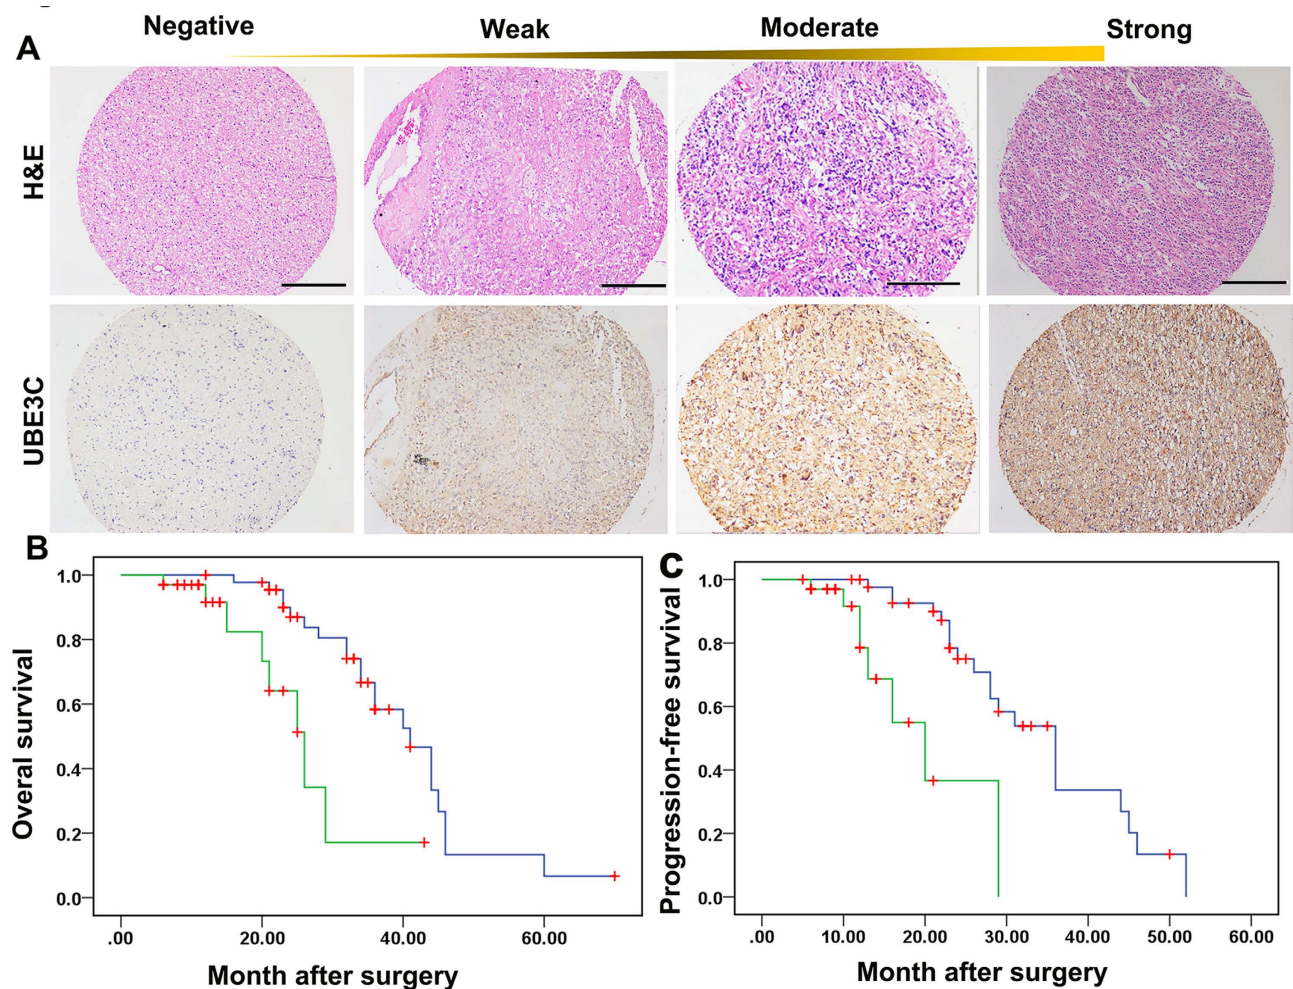 Negative Weak Moderate Strong
A
H&E
UBE3C
B
C
Overal survival
1.0
0.8
0.6
0.4
0.2
0.0
.00 20.00 40.00 60.00
Month after surgery
Progression-free survival
1.0
0.8
0.6
0.4
0.2
0.0
.00 10.00 20.00 30.00 40.00 50.00 60.00
Month after surgery